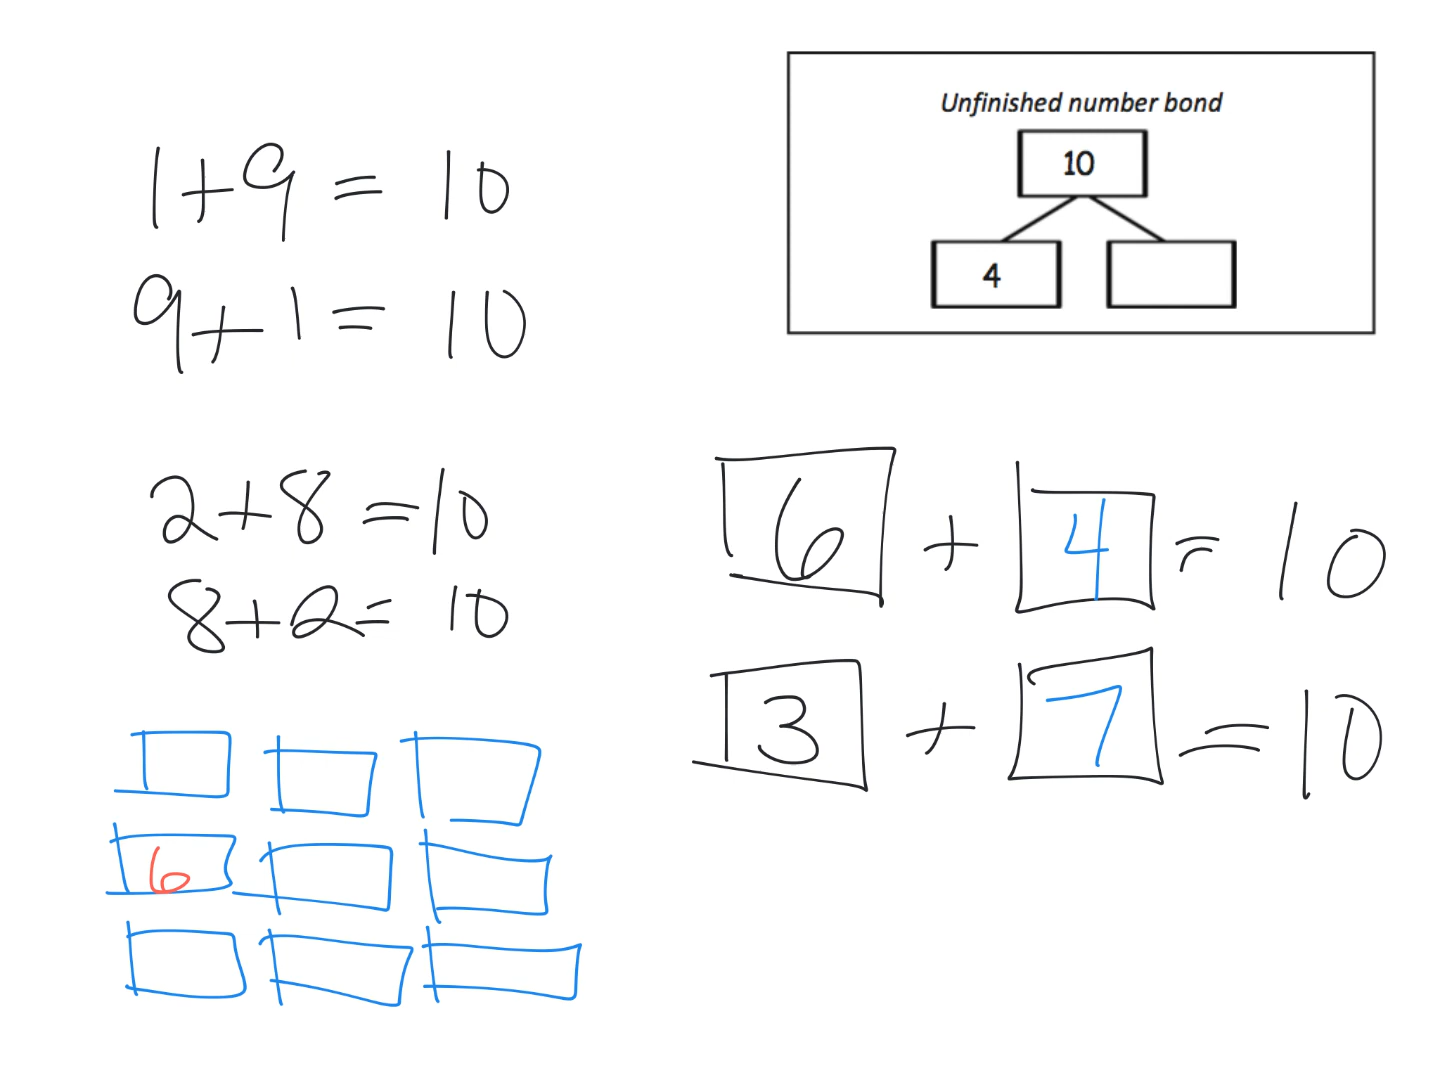 1+9 = 10
9+1 = 10
2+8 = 10
8+2 = 10
6
Unfinished number bond
10
4
6 + 4 = 10
3 + 7 = 10